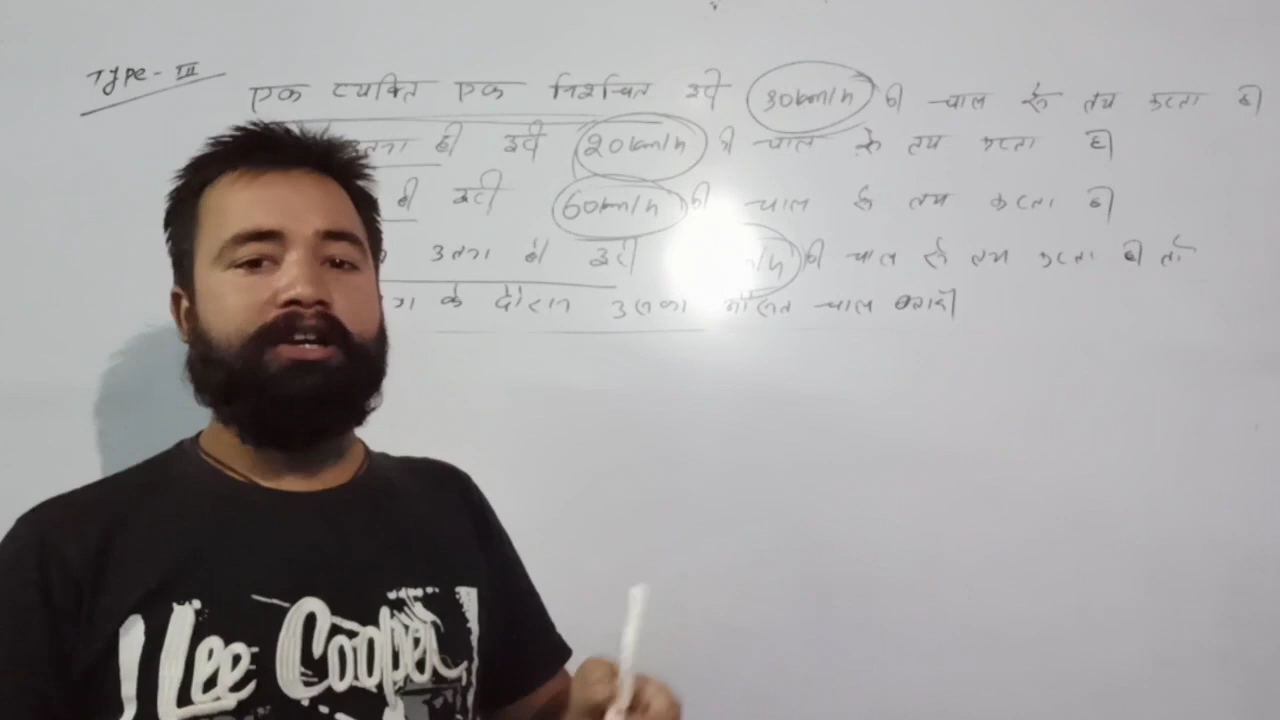 Type - III
एक व्यक्ति एक निश्चित दूरी 30km/h की चाल से तय करता है
उतना ही दूरी 20km/h की चाल से तय करता है
ही दूरी 60km/h की चाल से तय करता है
उतना ही दूरी /h की चाल से तय करता है तो
के दौरान उसका औसत चाल बतायें
Lee Cooper